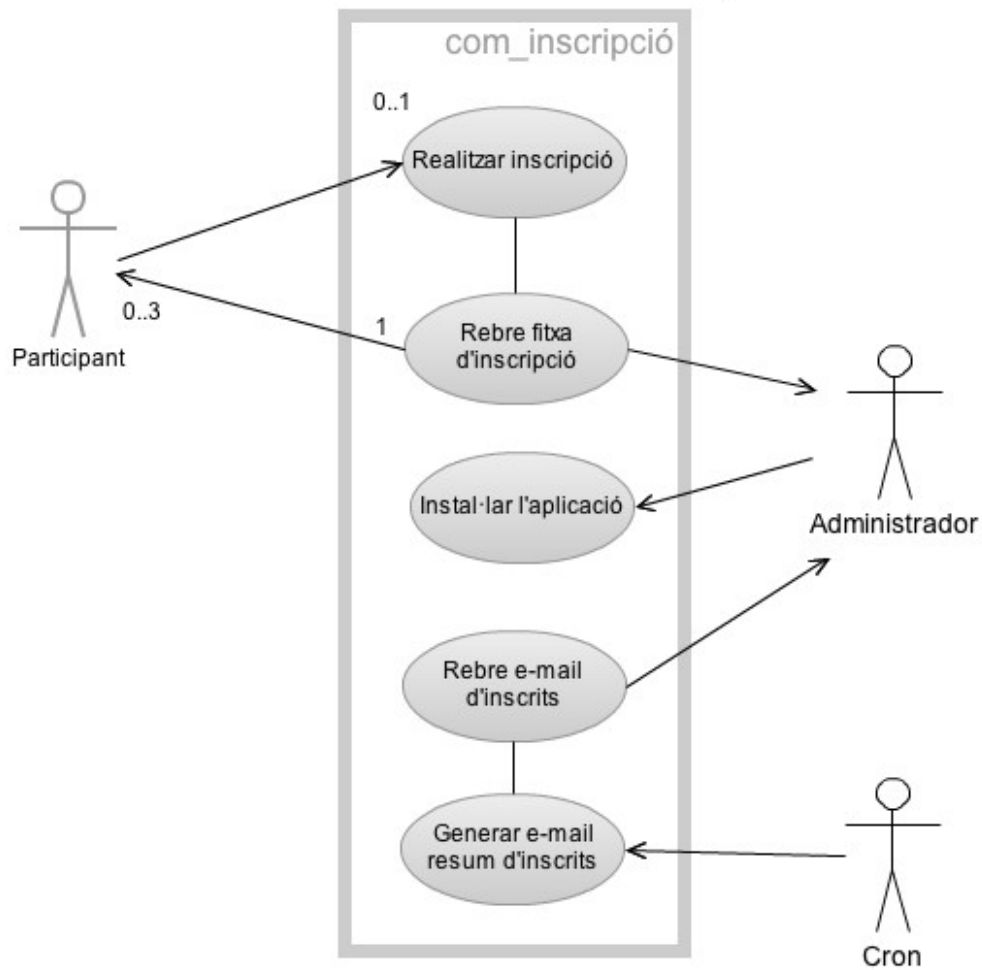 com_inscripció
0..1
Realitzar inscripció
0..3
1
Rebre fitxa
d'inscripció
Participant
Instal·lar l'aplicació
Administrador
Rebre e-mail
d'inscrits
Generar e-mail
resum d'inscrits
Cron